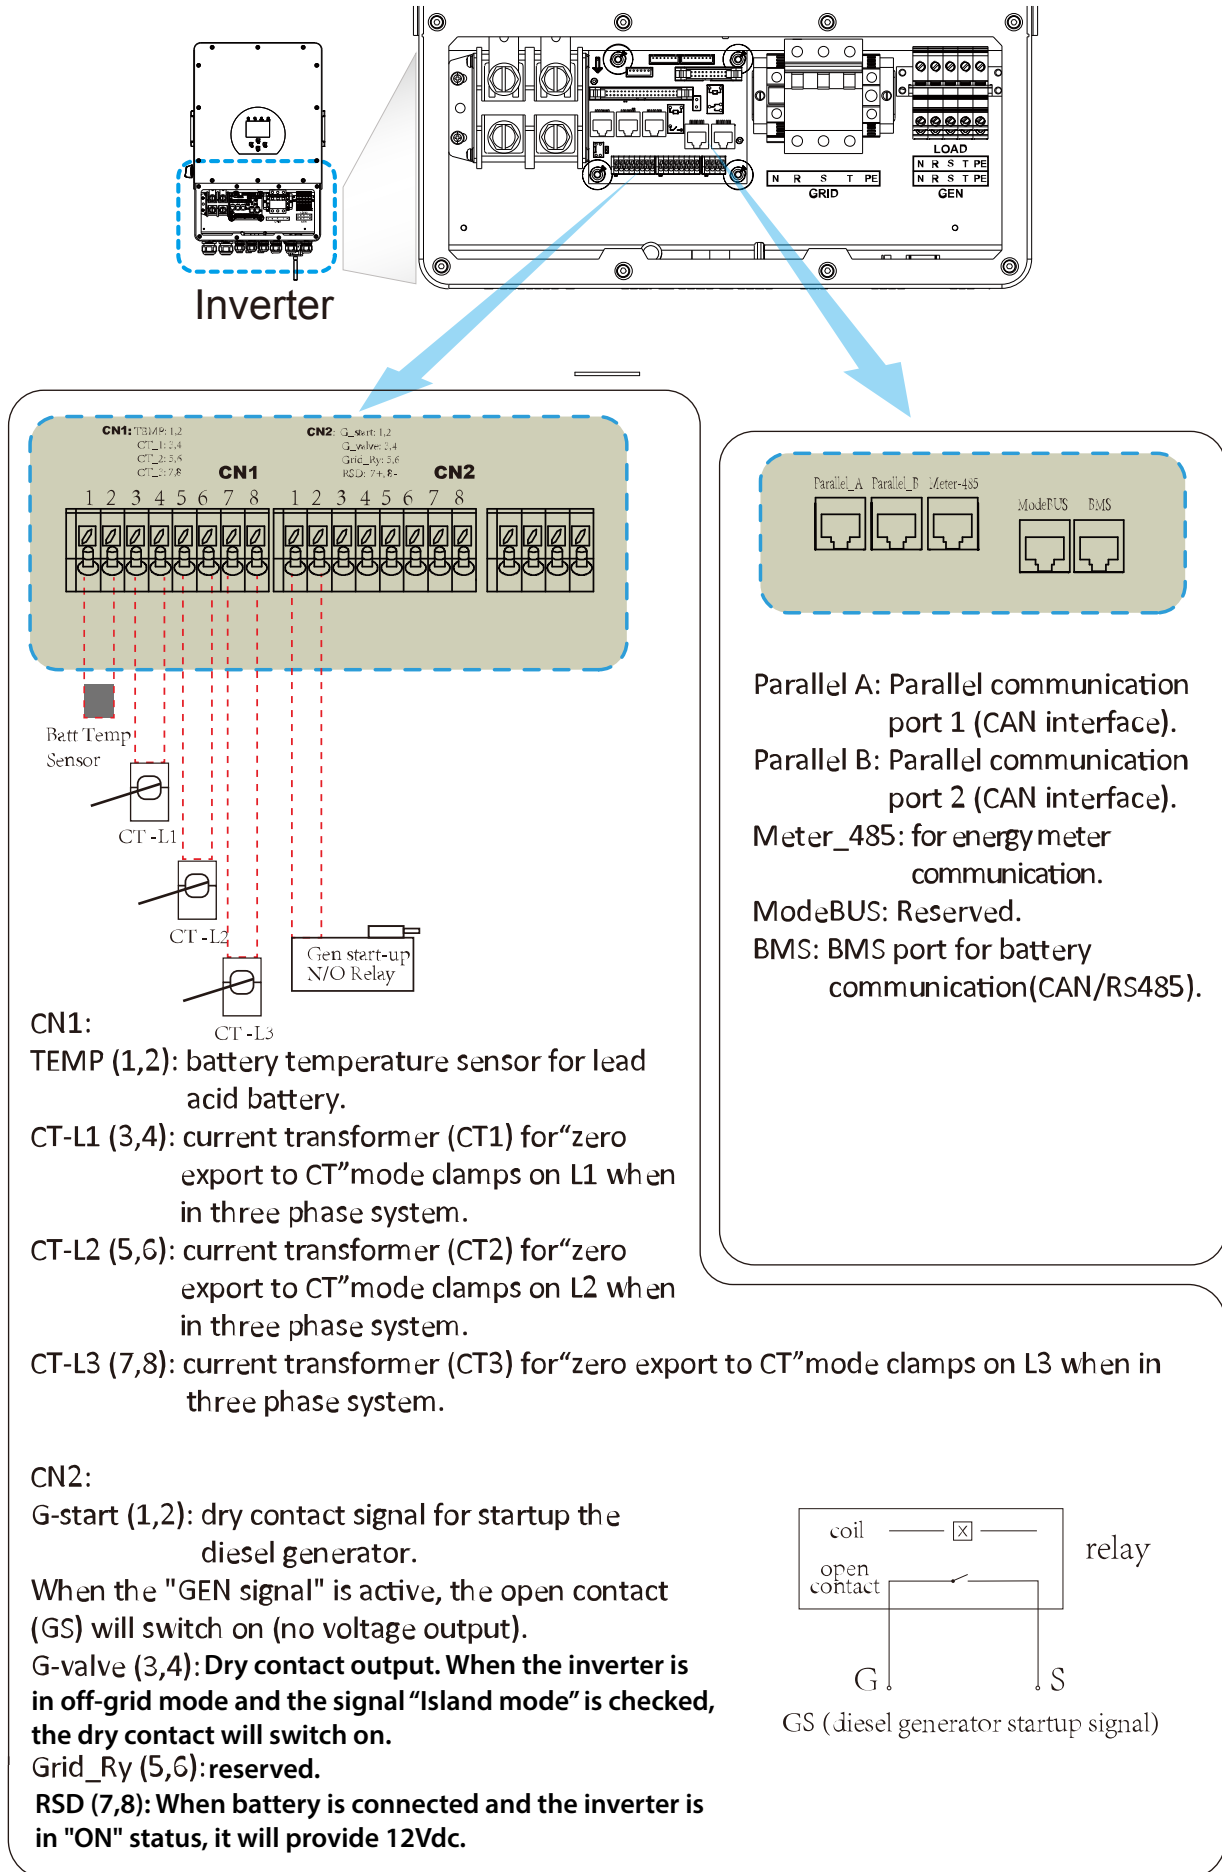 LOAD
N R S T PE
N R S T PE
GEN
N R S T PE
GRID
Inverter
CN1: TEMP: 1,2
CT_1: 3,4
CT_2: 5,6
CT_3: 7,8
CN1
1 2 3 4 5 6 7 8
CN2: G_start: 1,2
G_valve: 3,4
Grid_Ry: 5,6
RSD: 7+, 8-
CN2
1 2 3 4 5 6 7 8
Batt Temp
Sensor
CT -L1
CT -L2
CT -L3
Gen start-up
N/O Relay
Parallel_A Parallel_B Meter-485
ModeBUS BMS
Parallel A: Parallel communication
port 1 (CAN interface).
Parallel B: Parallel communication
port 2 (CAN interface).
Meter_485: for energy meter
communication.
ModeBUS: Reserved.
BMS: BMS port for battery
communication(CAN/RS485).
CN1:
TEMP (1,2): battery temperature sensor for lead
acid battery.
CT-L1 (3,4): current transformer (CT1) for“zero
export to CT”mode clamps on L1 when
in three phase system.
CT-L2 (5,6): current transformer (CT2) for“zero
export to CT”mode clamps on L2 when
in three phase system.
CT-L3 (7,8): current transformer (CT3) for“zero export to CT”mode clamps on L3 when in
three phase system.
CN2:
G-start (1,2): dry contact signal for startup the
diesel generator.
When the "GEN signal" is active, the open contact
(GS) will switch on (no voltage output).
G-valve (3,4): Dry contact output. When the inverter is
in off-grid mode and the signal “Island mode” is checked,
the dry contact will switch on.
Grid_Ry (5,6): reserved.
RSD (7,8): When battery is connected and the inverter is
in "ON" status, it will provide 12Vdc.
coil
open
contact
relay
G S
GS (diesel generator startup signal)